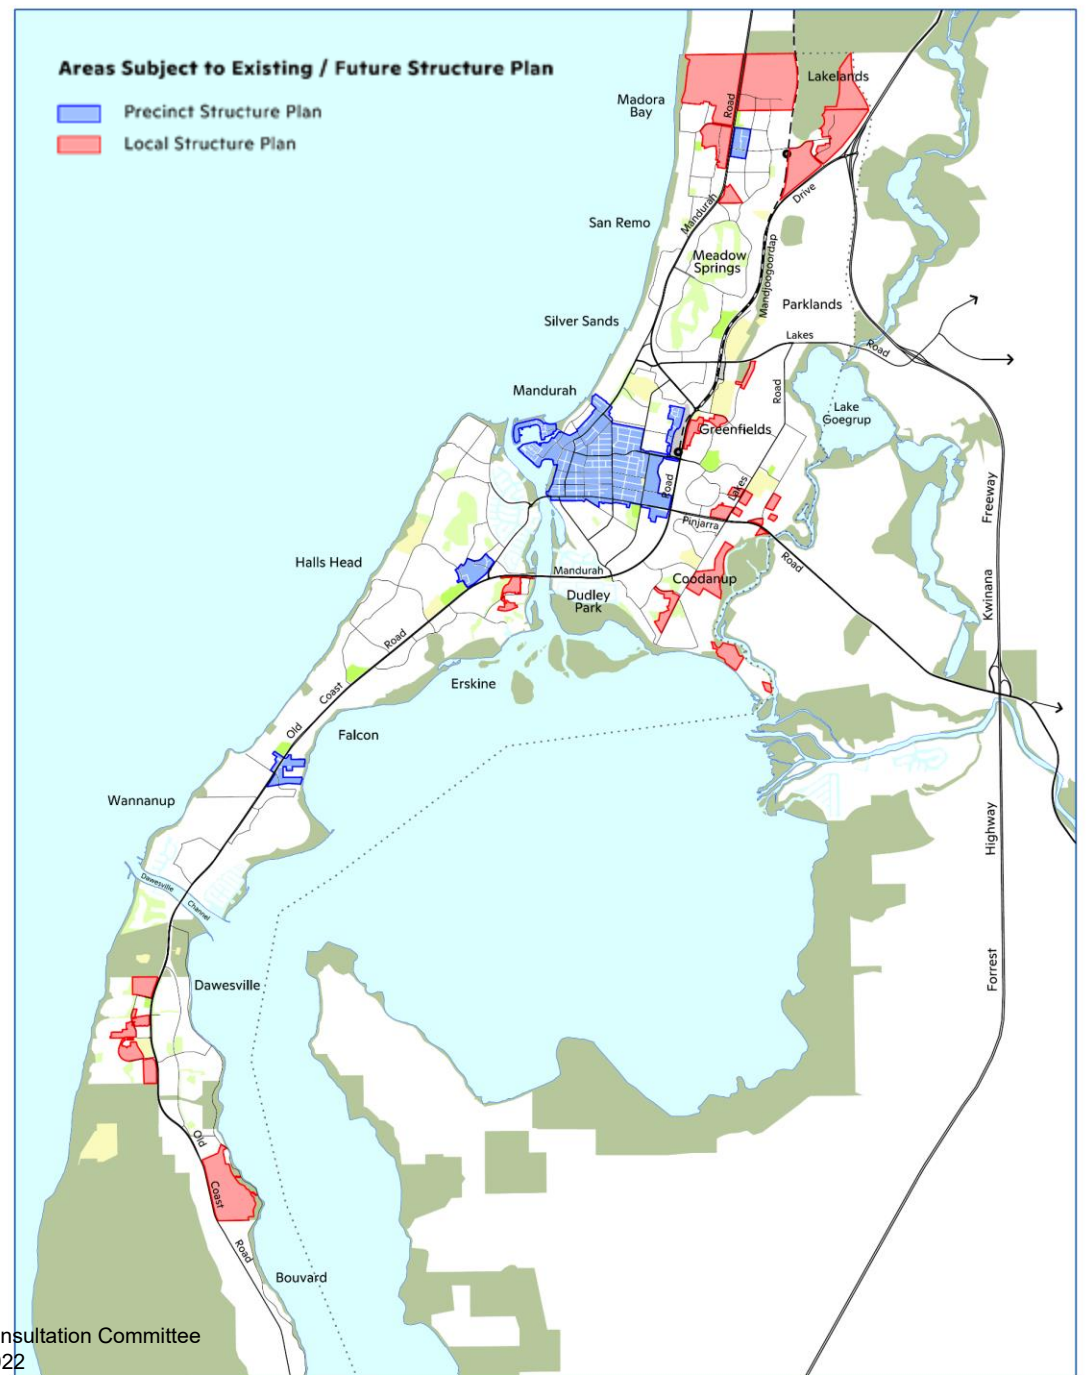 Areas Subject to Existing / Future Structure Plan
Precinct Structure Plan
Local Structure Plan
Lakelands
Madora
Bay
Road
Drive
Mandurah
San Remo
Meadow
Springs
Mandjoogoordap
Parklands
Silver Sands
Lakes
Road
Mandurah
Road
Lake
Goegrup
Greenfields
Road
Lakes
Freeway
Pinjarra
Road
Halls Head
Mandurah
Coodanup
Dudley
Park
Kwinana
Road
Coast
Old
Erskine
Falcon
Wannanup
Highway
Dawesville
Channel
Forrest
Dawesville
Old
Coast
Road
Bouvard
nsultation Committee
22